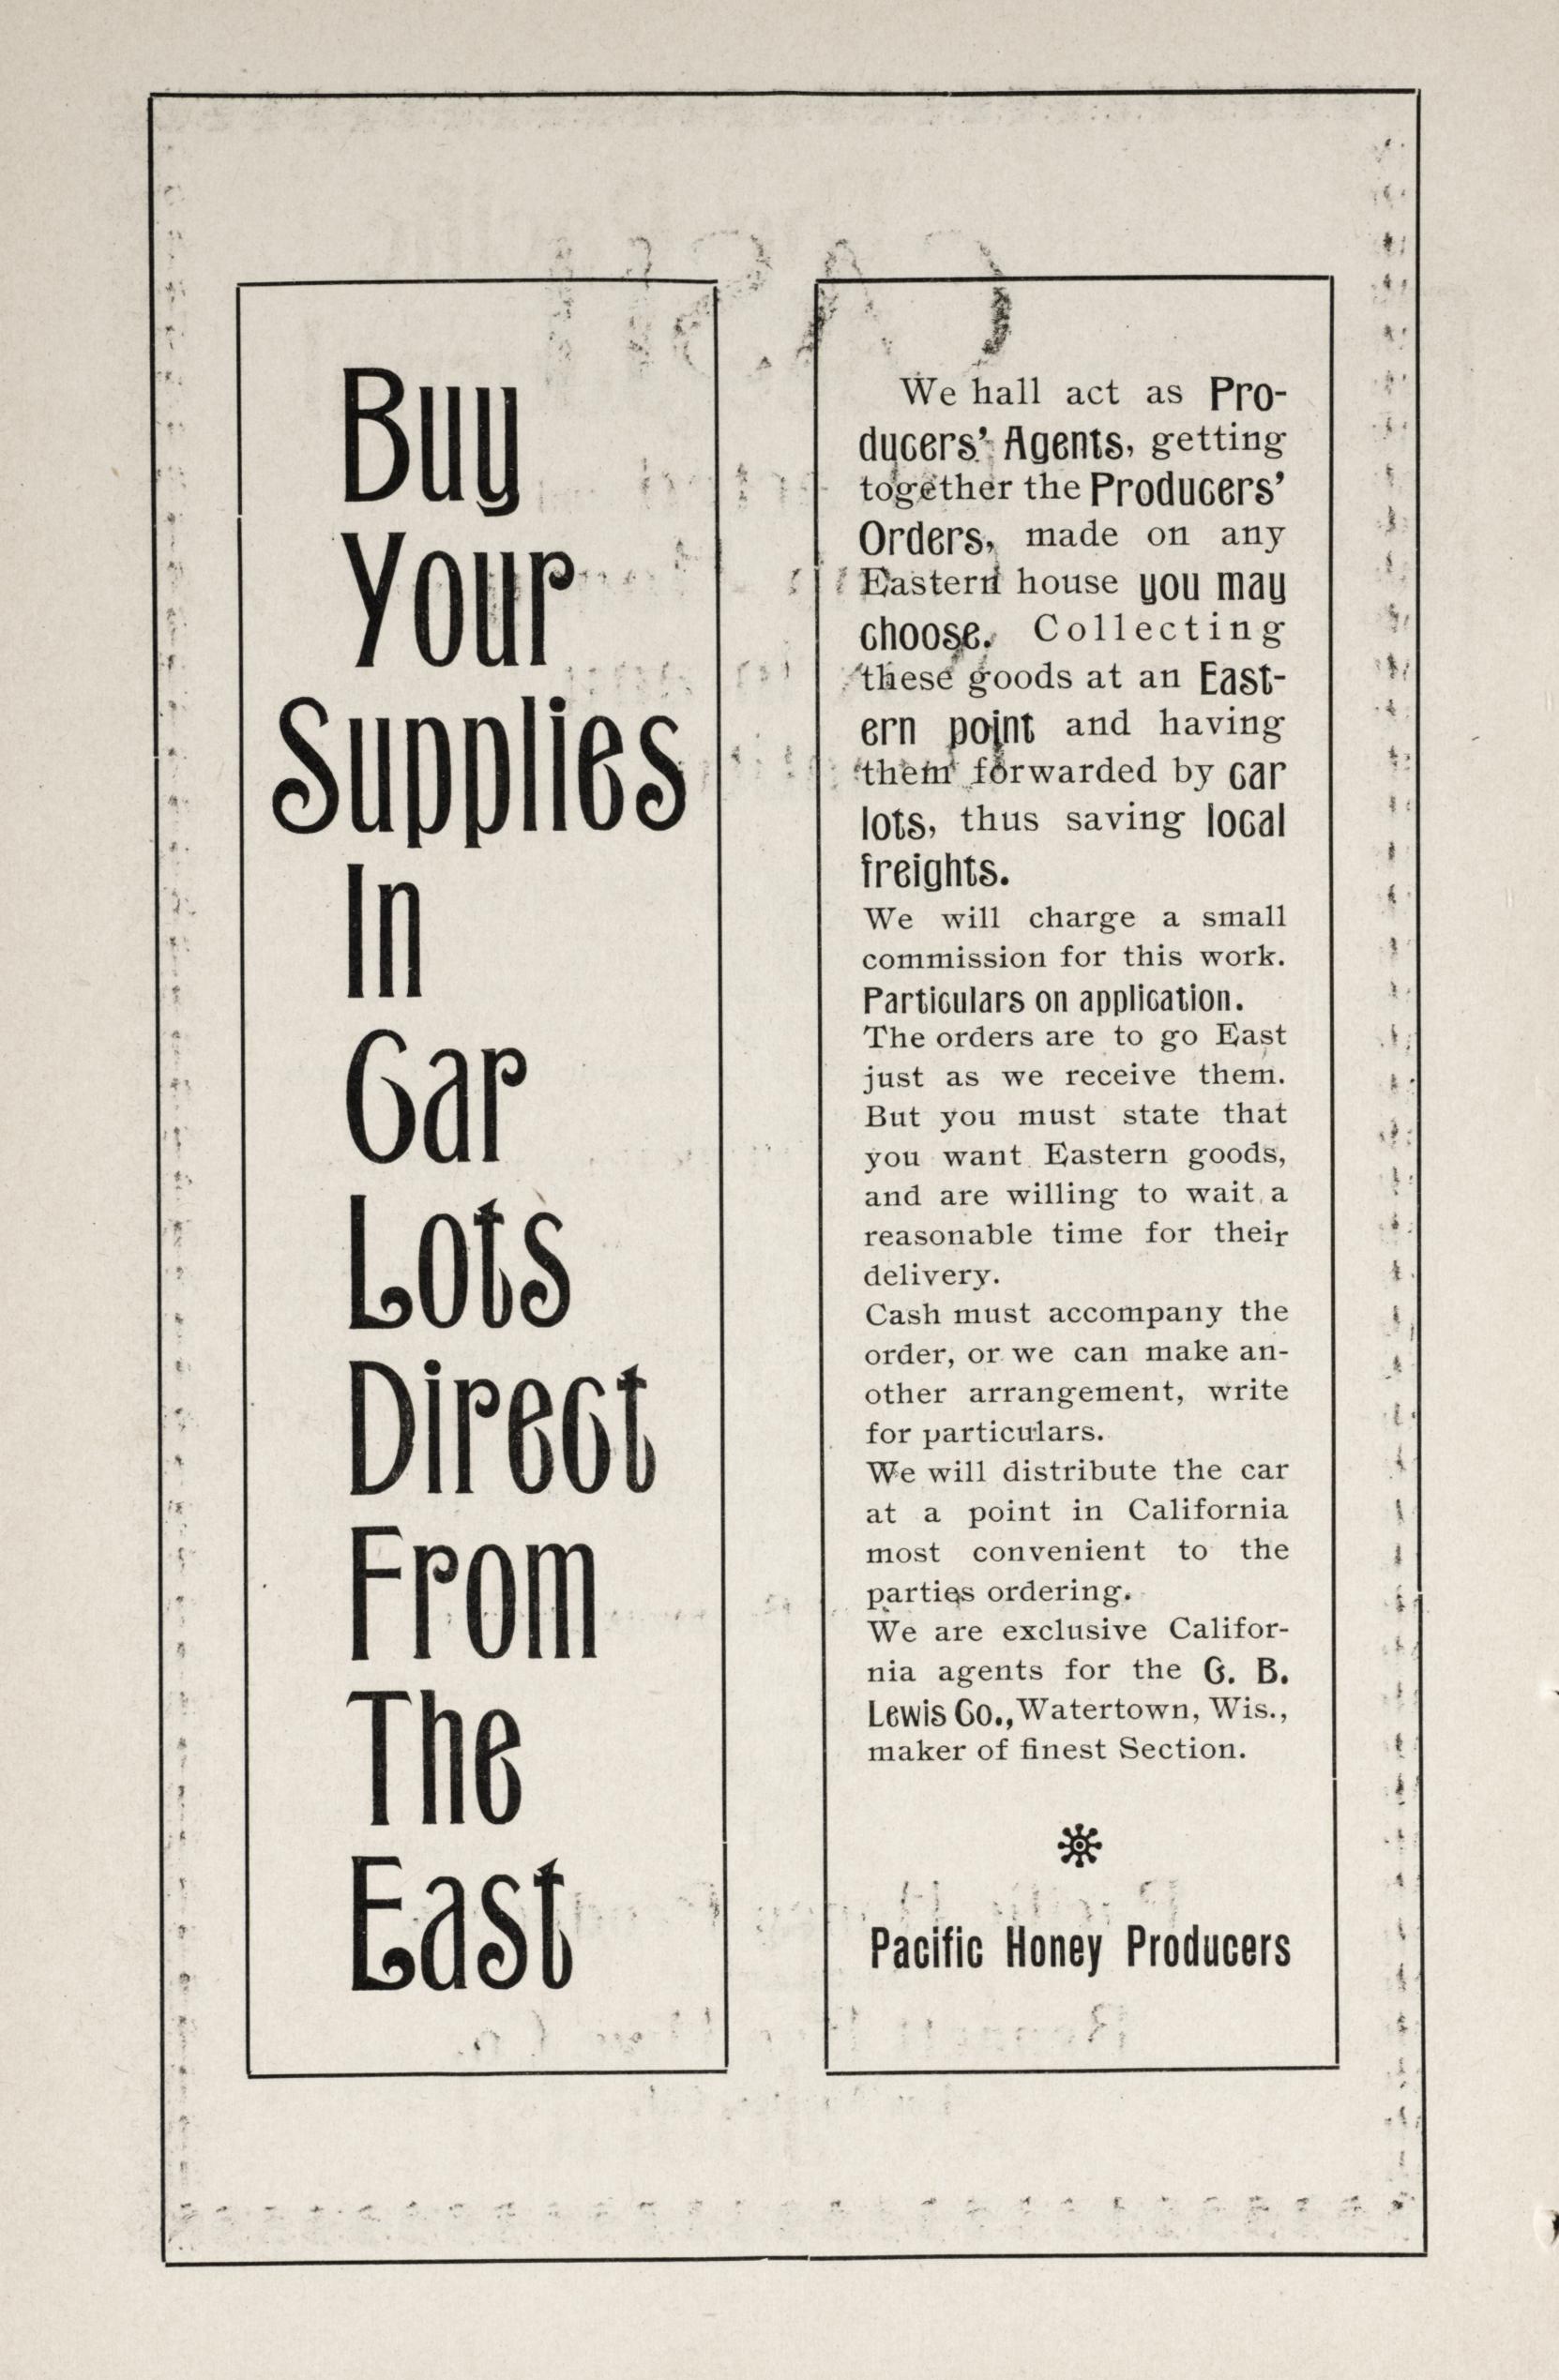 Buy
Your
Supplies
In
Car
Lots
Direct
From
The
East
We hall act as Pro-
ducers' Agents, getting
together the Producers'
Orders, made on any
Eastern house you may
choose. Collecting
these goods at an East-
ern point and having
them forwarded by car
lots, thus saving local
freights.
We will charge a small
commission for this work.
Particulars on application.
The orders are to go East
just as we receive them.
But you must state that
you want Eastern goods,
and are willing to wait a
reasonable time for their
delivery.
Cash must accompany the
order, or we can make an-
other arrangement, write
for particulars.
We will distribute the car
at a point in California
most convenient to the
parties ordering.
We are exclusive Califor-
nia agents for the G. B.
Lewis Co., Watertown, Wis.,
maker of finest Section.
Pacific Honey Producers